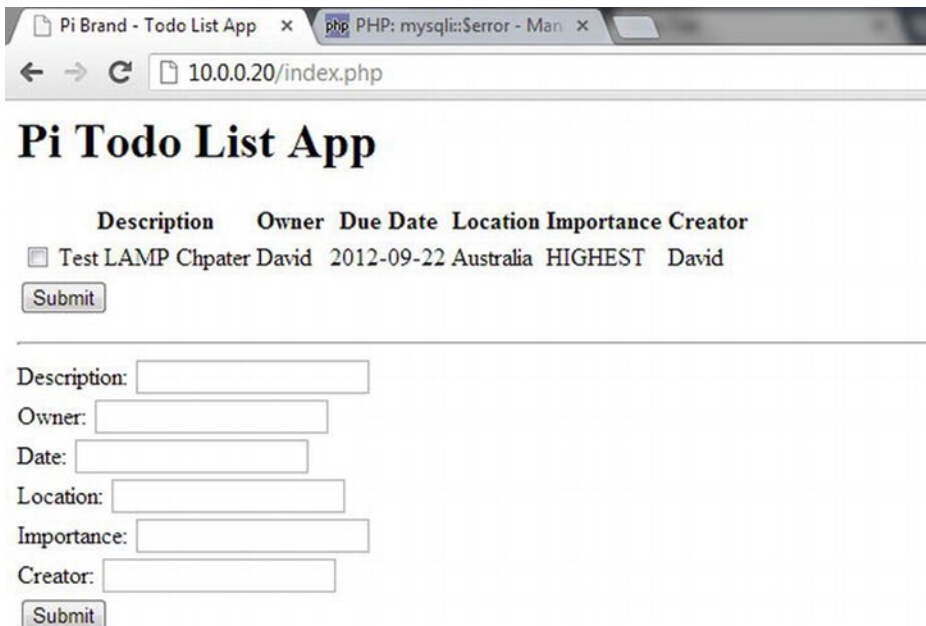 Pi Brand - Todo List App
php PHP: mysqli::$error - Man
10.0.0.20/index.php
Pi Todo List App
Description Owner Due Date Location Importance Creator
Test LAMP Chpater David 2012-09-22 Australia HIGHEST David
Submit
Description:
Owner:
Date:
Location:
Importance:
Creator:
Submit